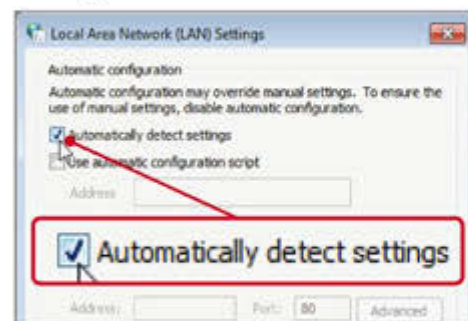 Local Area Network (LAN) Settings
Automatic configuration
Automatic configuration may override manual settings. To ensure the
use of manual settings, disable automatic configuration.
Automatically detect settings
Use automatic configuration script
Address
Automatically detect settings
Address: Port: 80 Advanced